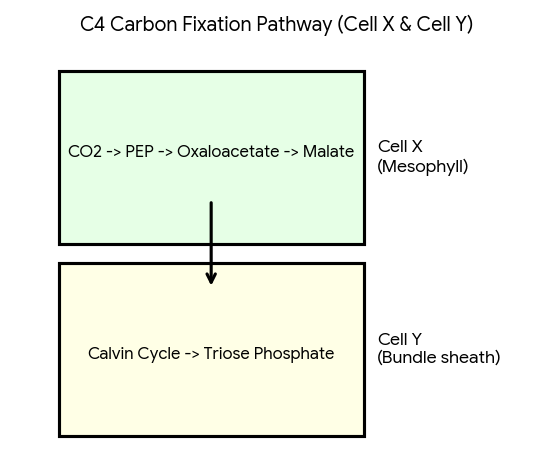 C4 Carbon Fixation Pathway (Cell X & Cell Y)
CO2 -> PEP -> Oxaloacetate -> Malate
Cell X
(Mesophyll)
Calvin Cycle -> Triose Phosphate
Cell Y
(Bundle sheath)